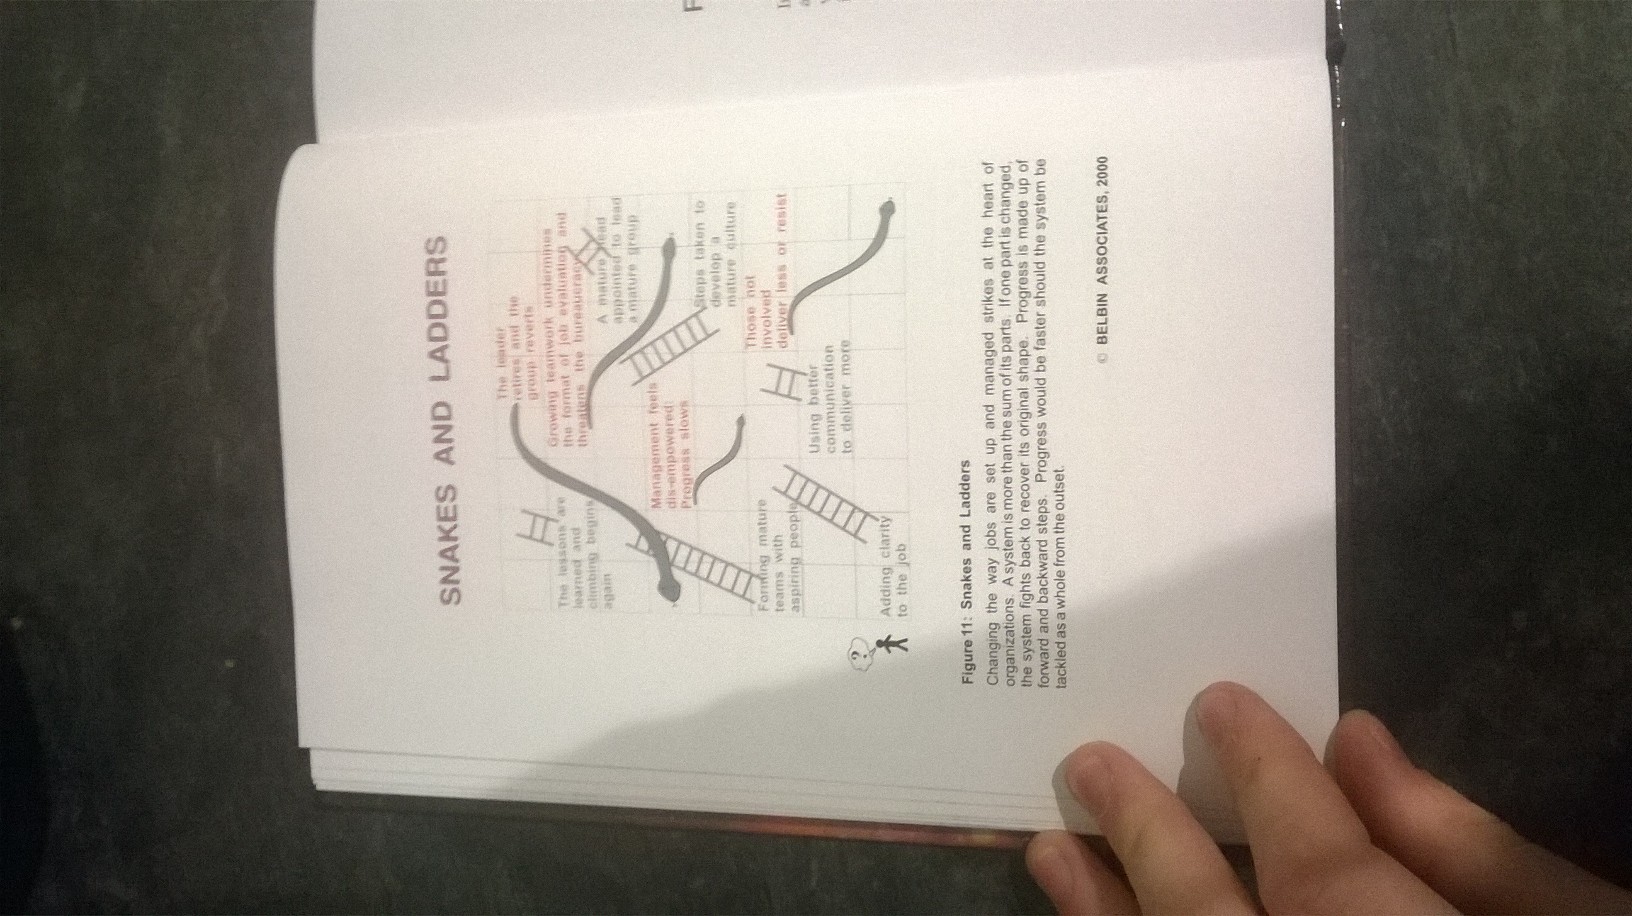 SNAKES AND LADDERS
The leader
retires and the
group reverts
Growing teamwork undermines
the format of job evaluation and
threatens the bureaucracy
The lessons are
learned and
climbing begins
again
A mature head
appointed to lead
a mature group
Management feels
dis-empowered:
Progress slows
Steps taken to
develop a
mature culture
Forming mature
teams with
aspiring people
Those not
involved
deliver less or resist
Using better
communication
to deliver more
?
Adding clarity
to the job
Figure 11: Snakes and Ladders
Changing the way jobs are set up and managed strikes at the heart of
organizations. A system is more than the sum of its parts. If one part is changed,
the system fights back to recover its original shape. Progress is made up of
forward and backward steps. Progress would be faster should the system be
tackled as a whole from the outset.
© BELBIN ASSOCIATES, 2000